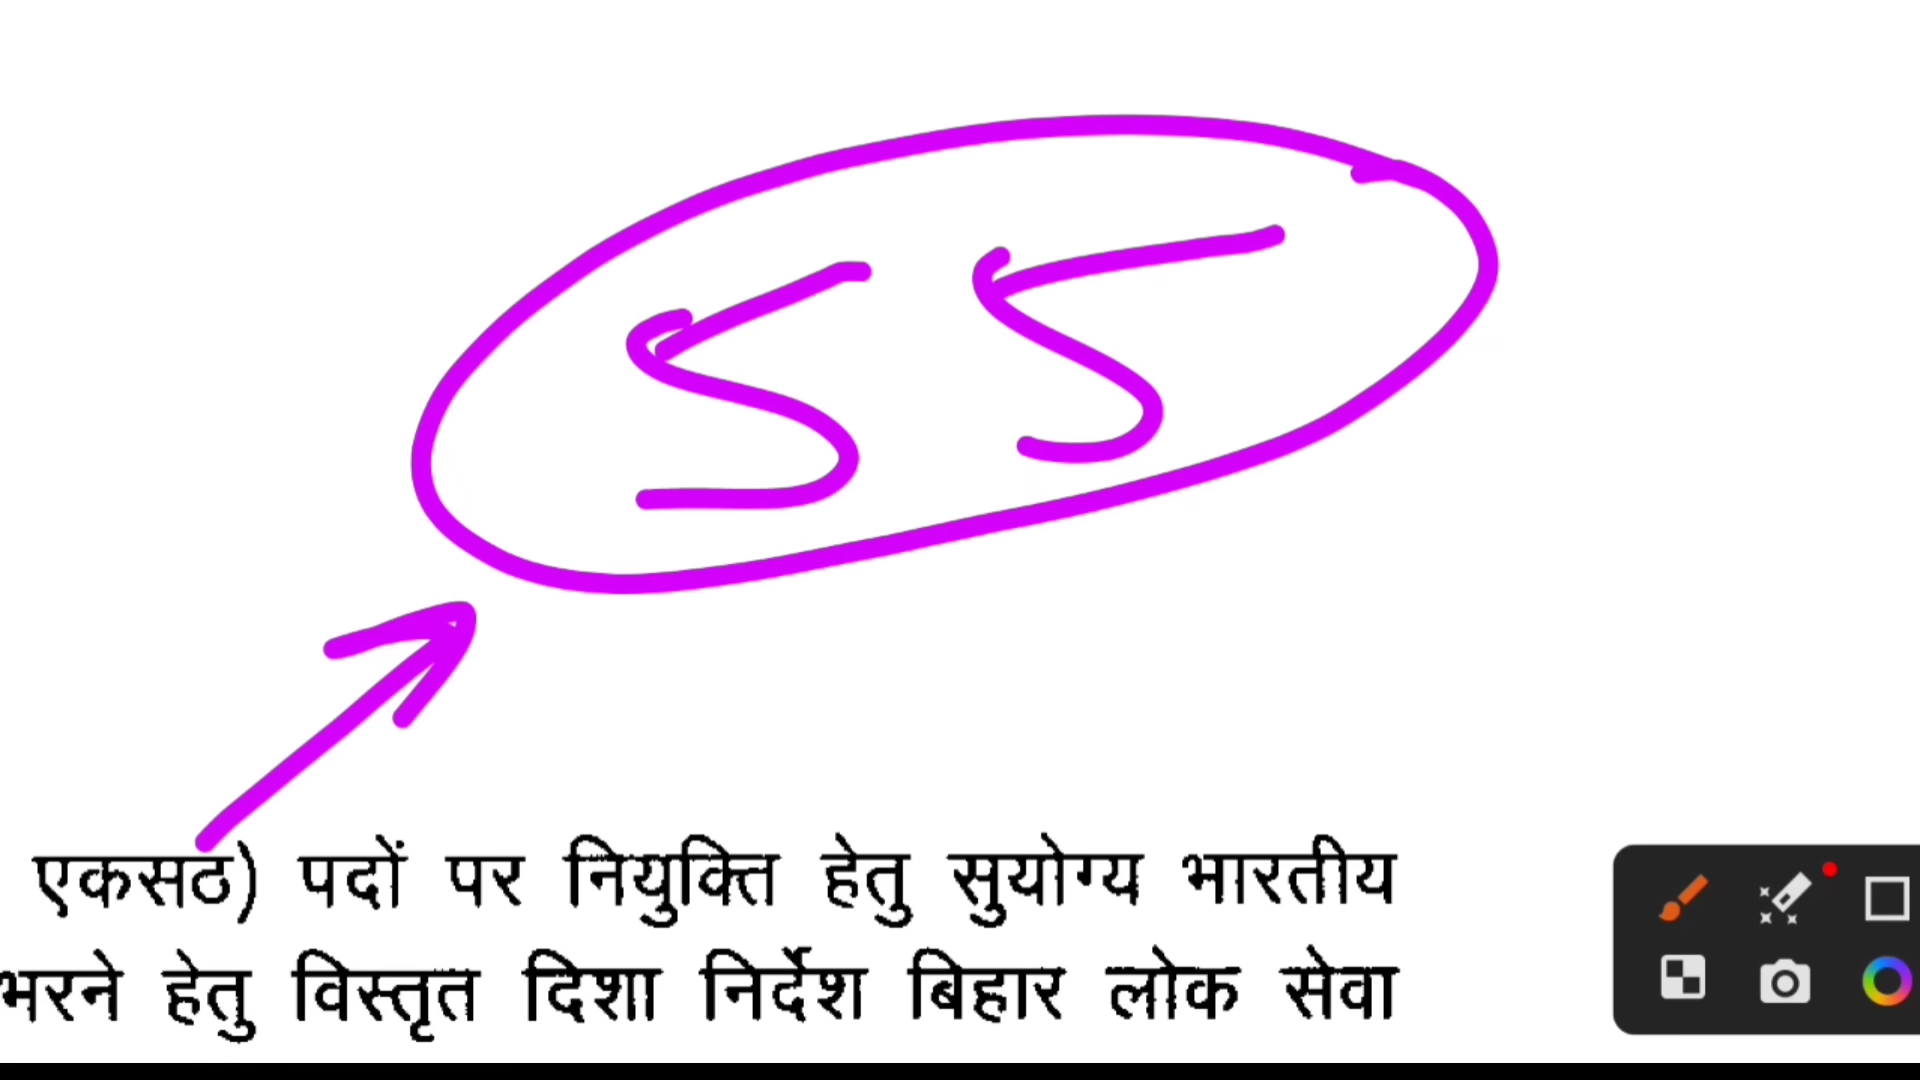 55
एकसठ) पदों पर नियुक्ति हेतु सुयोग्य भारतीय
भरने हेतु विस्तृत दिशा निर्देश बिहार लोक सेवा